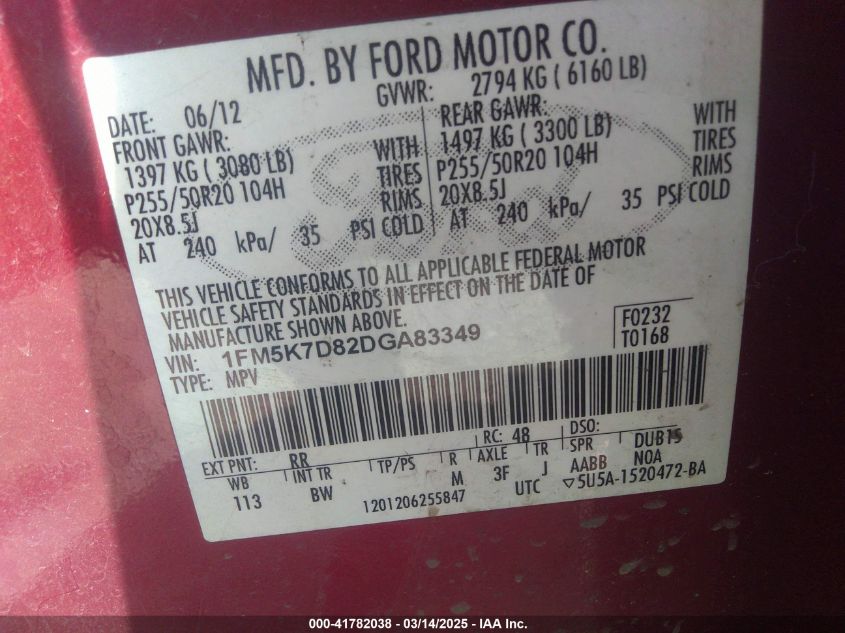 MFD. BY FORD MOTOR CO.
DATE: 06/12 GVWR: 2794 KG ( 6160 LB)
FRONT GAWR: REAR GAWR:
1397 KG ( 3080 LB) WITH 1497 KG ( 3300 LB) WITH
P255/50R20 104H TIRES P255/50R20 104H TIRES
20X8.5J RIMS 20X8.5J RIMS
AT 240 kPa/ 35 PSI COLD AT 240 kPa/ 35 PSI COLD
Ford
THIS VEHICLE CONFORMS TO ALL APPLICABLE FEDERAL MOTOR
VEHICLE SAFETY STANDARDS IN EFFECT ON THE DATE OF
MANUFACTURE SHOWN ABOVE.
VIN: 1FM5K7D82DGA83349 F0232
TYPE: MPV T0168
EXT PNT: RR RC: 48 DSO:
WB INT TR TP/PS R AXLE TR SPR DUB15
113 BW M 3F J AABB NOA
1201206255847 UTC ▽5U5A-1520472-BA
000-41782038 - 03/14/2025 - IAA Inc.